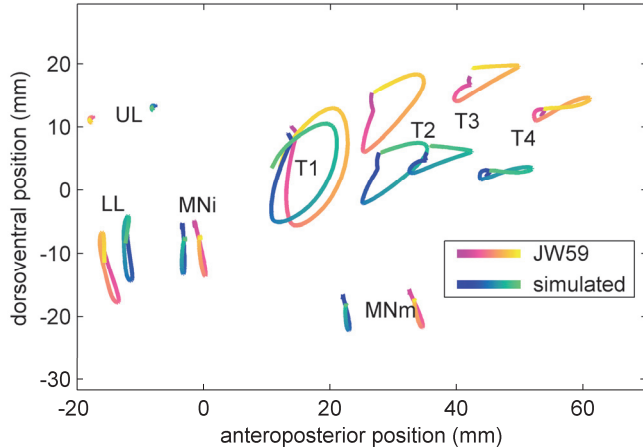 dorsoventral position (mm)
20
10
0
-10
-20
-30
UL
LL
MNi
T1
T2
T3
T4
MNm
JW59
simulated
-20
0
20
40
60
anteroposterior position (mm)